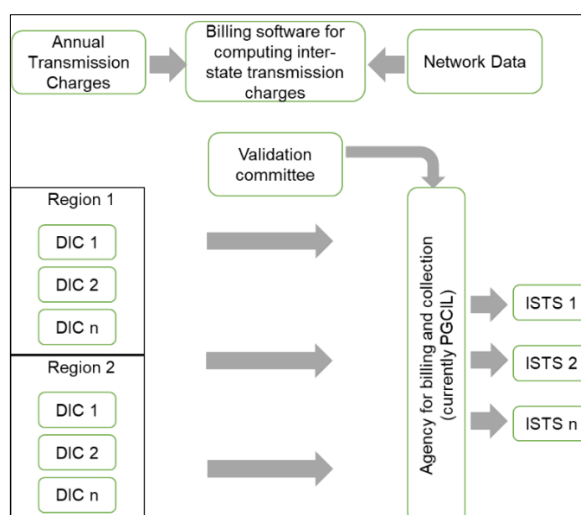 Annual
Transmission
Charges
Billing software for
computing inter-
state transmission
charges
Network Data
Validation
committee
Region 1
DIC 1
DIC 2
DIC n
Region 2
DIC 1
DIC 2
DIC n
Agency for billing and collection
(currently PGCIL)
ISTS 1
ISTS 2
ISTS n